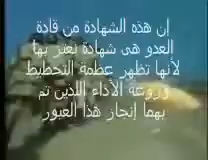 إن هذه الشهادة من قادة
العدو هى شهادة نعتز بها
لأنها تظهر عظمة التخطيط
وروعة الأداء اللذين تم
بهما إنجاز هذا العبور